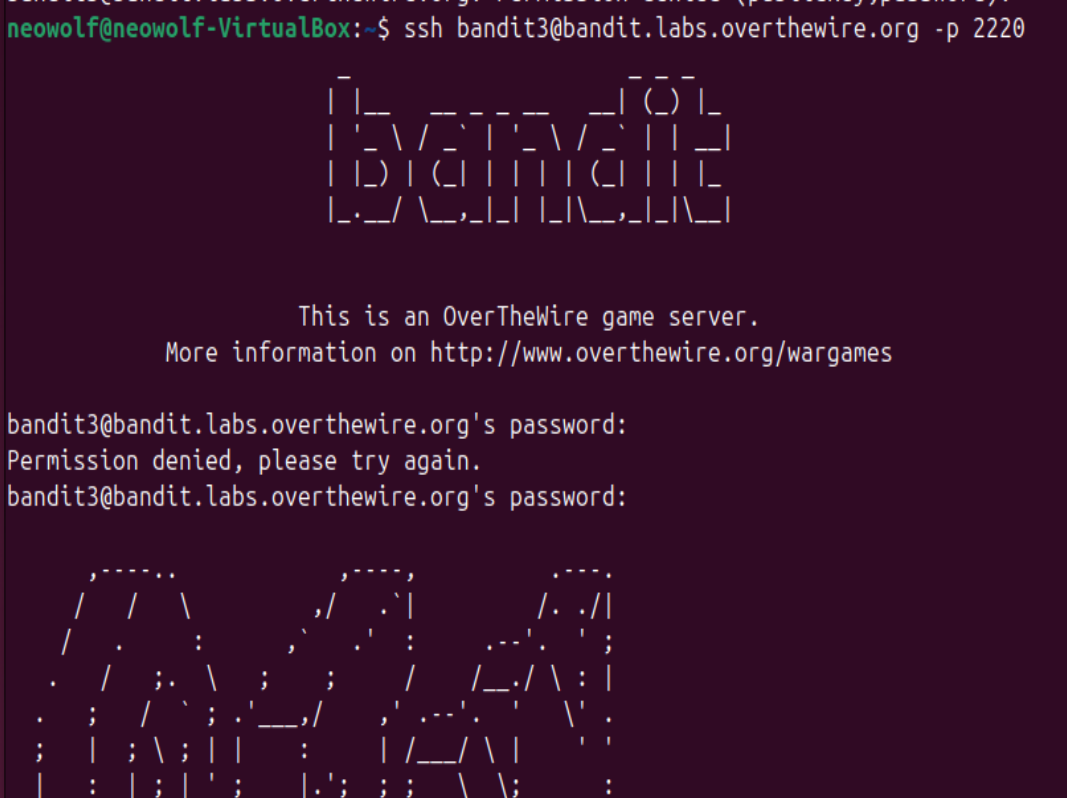 neowolf@neowolf-VirtualBox:~$ ssh bandit3@bandit.labs.overthewire.org -p 2220
bandit
This is an OverTheWire game server.
More information on http://www.overthewire.org/wargames
bandit3@bandit.labs.overthewire.org's password:
Permission denied, please try again.
bandit3@bandit.labs.overthewire.org's password: